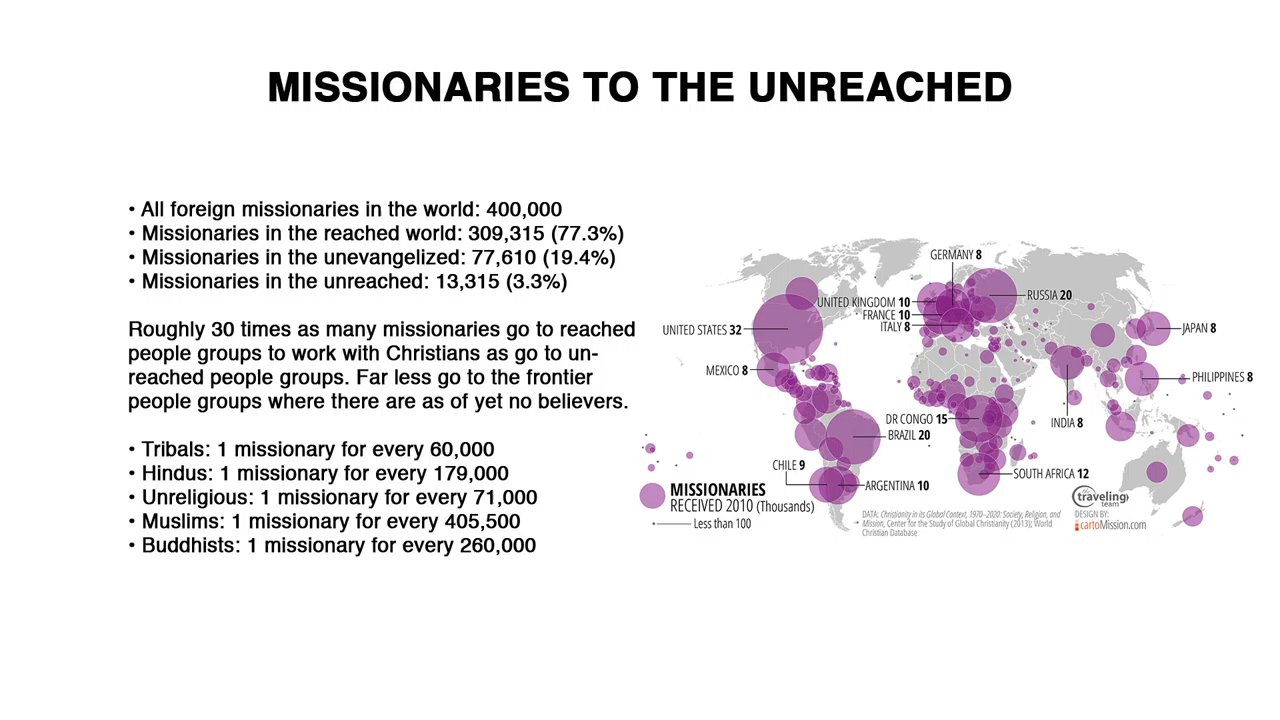 MISSIONARIES TO THE UNREACHED
• All foreign missionaries in the world: 400,000
• Missionaries in the reached world: 309,315 (77.3%)
• Missionaries in the unevangelized: 77,610 (19.4%)
• Missionaries in the unreached: 13,315 (3.3%)
Roughly 30 times as many missionaries go to reached
people groups to work with Christians as go to un-
reached people groups. Far less go to the frontier
people groups where there are as of yet no believers.
• Tribals: 1 missionary for every 60,000
• Hindus: 1 missionary for every 179,000
• Unreligious: 1 missionary for every 71,000
• Muslims: 1 missionary for every 405,500
• Buddhists: 1 missionary for every 260,000
GERMANY 8
RUSSIA 20
UNITED KINGDOM 10
FRANCE 10
ITALY 8
UNITED STATES 32
JAPAN 8
MEXICO 8
PHILIPPINES 8
DR CONGO 15
INDIA 8
BRAZIL 20
CHILE 9
SOUTH AFRICA 12
ARGENTINA 10
MISSIONARIES
RECEIVED 2010 (Thousands)
Less than 100
DATA: Christianity in its Global Context, 1970–2020: Society, Religion, and
Mission, Center for the Study of Global Christianity (2013); World
Christian Database
the
traveling
team
DESIGN BY:
cartoMission.com